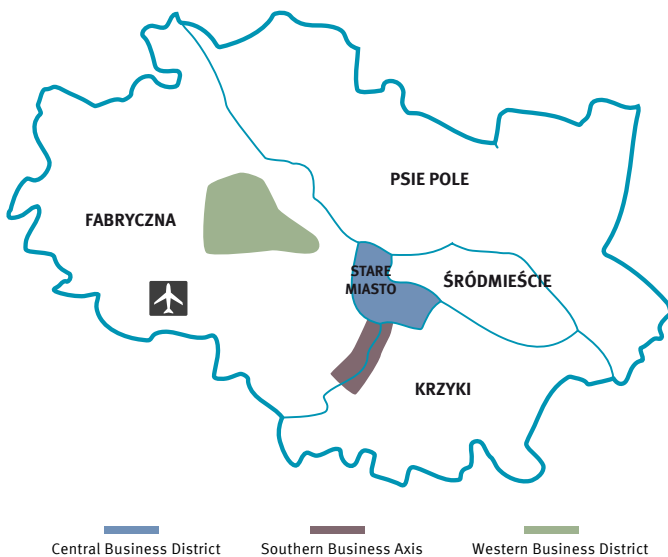 PSIE POLE
FABRYCZNA
STARE
MIASTO
ŚRÓDMIEŚCIE
KRZYKI
Central Business District
Southern Business Axis
Western Business District